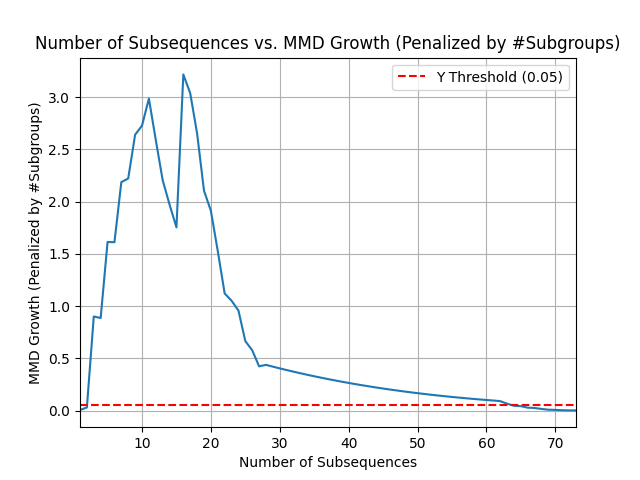 Number of Subsequences vs. MMD Growth (Penalized by #Subgroups)
Y Threshold (0.05)
MMD Growth (Penalized by #Subgroups)
3.0
2.5
2.0
1.5
1.0
0.5
0.0
10 20 30 40 50 60 70
Number of Subsequences